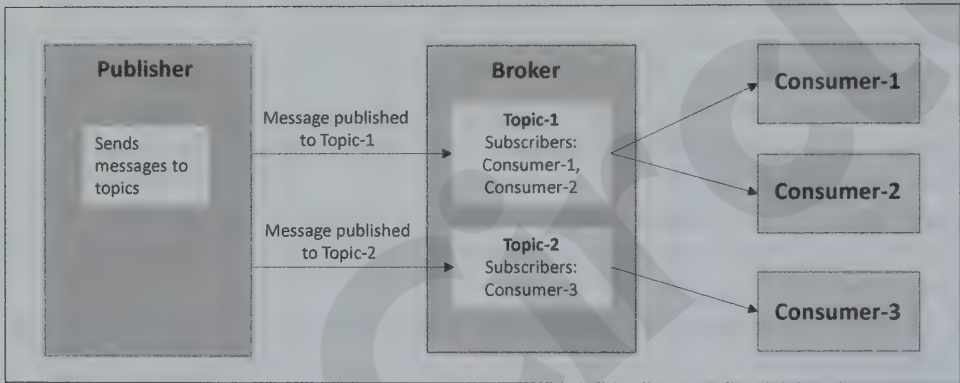 Publisher
Sends
messages to
topics
Message published
to Topic-1
Message published
to Topic-2
Broker
Topic-1
Subscribers:
Consumer-1,
Consumer-2
Topic-2
Subscribers:
Consumer-3
Consumer-1
Consumer-2
Consumer-3